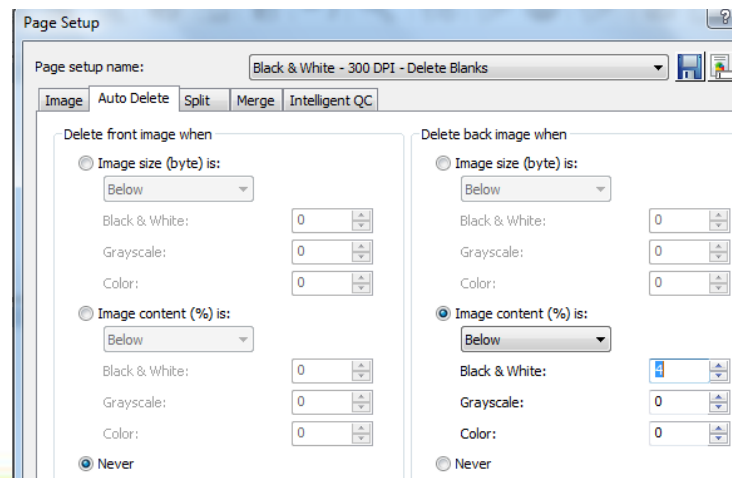 Page Setup
?
Page setup name: Black & White - 300 DPI - Delete Blanks
Image Auto Delete Split Merge Intelligent QC
Delete front image when
Image size (byte) is:
Below
Black & White: 0
Grayscale: 0
Color: 0
Image content (%) is:
Below
Black & White: 0
Grayscale: 0
Color: 0
Never
Delete back image when
Image size (byte) is:
Below
Black & White: 0
Grayscale: 0
Color: 0
Image content (%) is:
Below
Black & White: 4
Grayscale: 0
Color: 0
Never